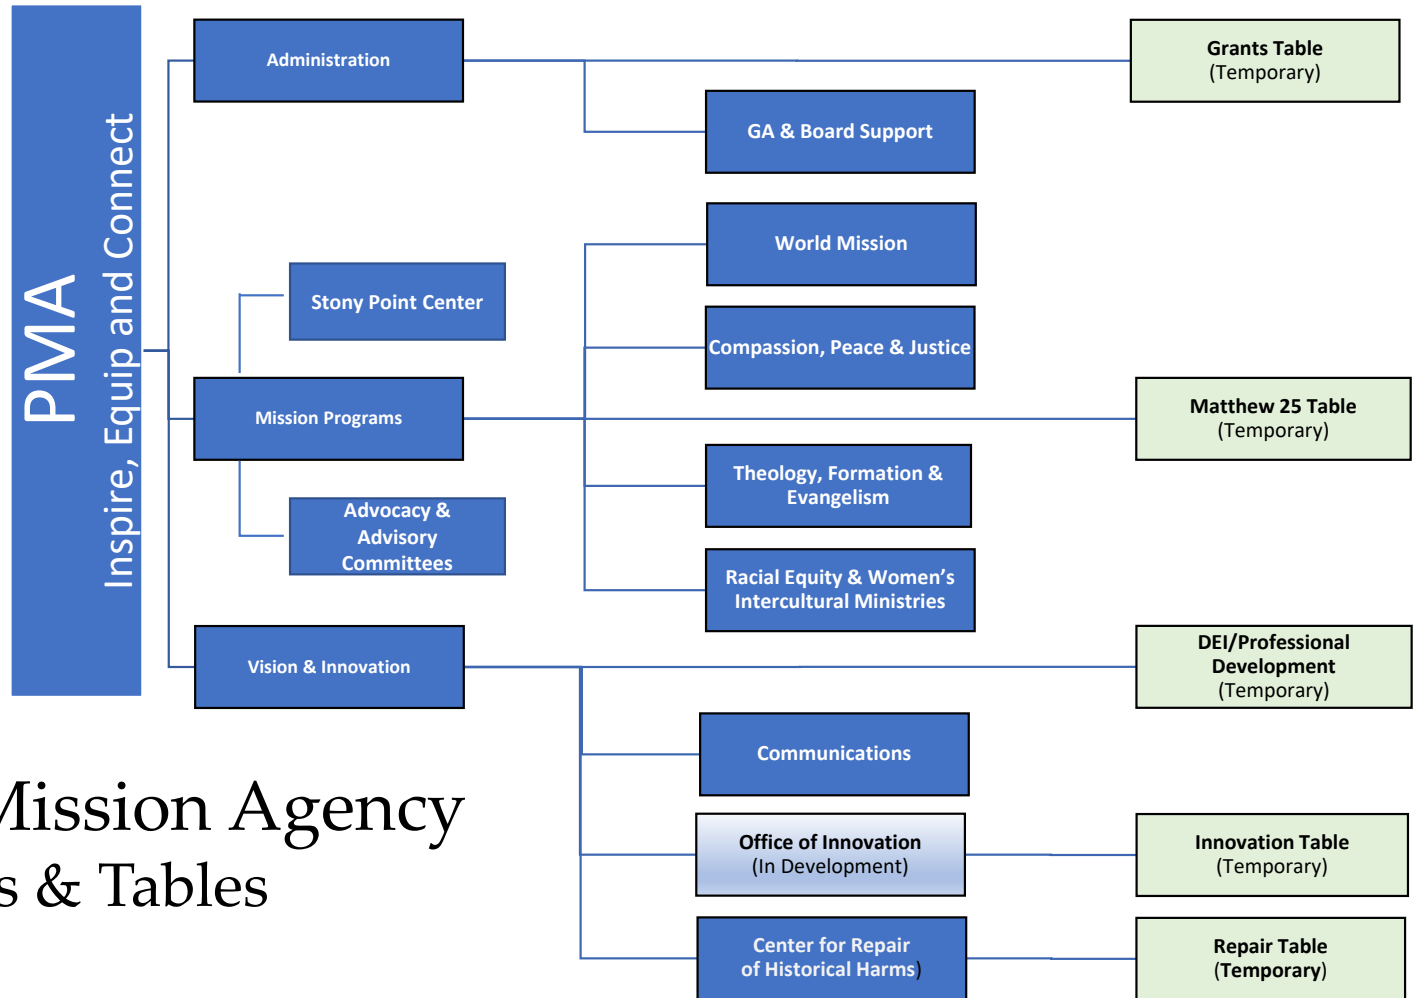 PMA
Inspire, Equip and Connect
Administration
Grants Table
(Temporary)
GA & Board Support
World Mission
Stony Point Center
Compassion, Peace & Justice
Mission Programs
Matthew 25 Table
(Temporary)
Theology, Formation &
Evangelism
Advocacy &
Advisory
Committees
Racial Equity & Women’s
Intercultural Ministries
Vision & Innovation
DEI/Professional
Development
(Temporary)
Communications
Mission Agency
s & Tables
Office of Innovation
(In Development)
Innovation Table
(Temporary)
Center for Repair
of Historical Harms)
Repair Table
(Temporary)